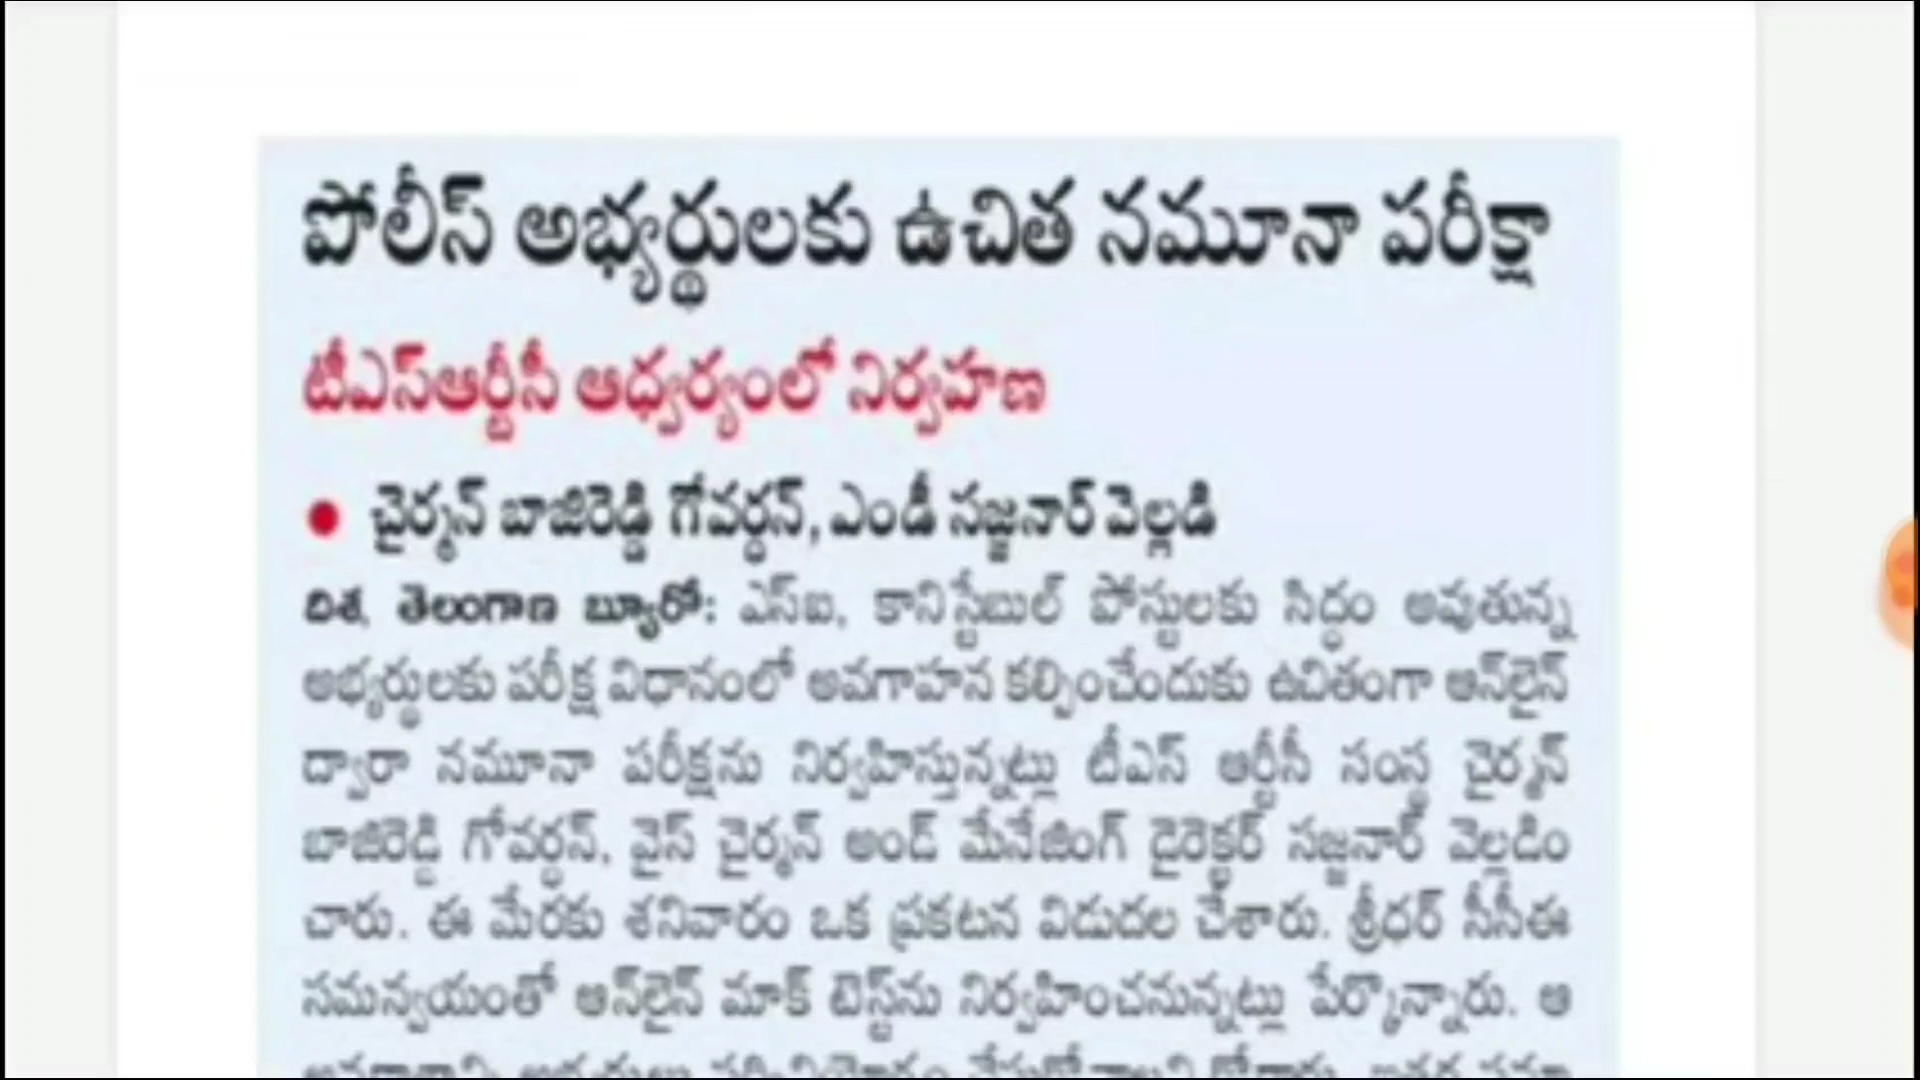 పోలీస్ అభ్యర్థులకు ఉచిత నమూనా పరీక్షా
టీఎస్ఆర్టీసీ ఆధ్వర్యంలో నిర్వహణ
● చైర్మన్ బాజిరెడ్డి గోవర్ధన్, ఎండీ సజ్జనార్ వెల్లడి
దిశ, తెలంగాణ బ్యూరో: ఎస్ఐ, కానిస్టేబుల్ పోస్టులకు సిద్ధం అవుతున్న
అభ్యర్థులకు పరీక్ష విధానంలో అవగాహన కల్పించేందుకు ఉచితంగా ఆన్‌లైన్
ద్వారా నమూనా పరీక్షను నిర్వహిస్తున్నట్లు టీఎస్ ఆర్టీసీ సంస్థ చైర్మన్
బాజిరెడ్డి గోవర్ధన్, వైస్ చైర్మన్ అండ్ మేనేజింగ్ డైరెక్టర్ సజ్జనార్ వెల్లడిం
చారు. ఈ మేరకు శనివారం ఒక ప్రకటన విడుదల చేశారు. శ్రీధర్ సీసీఈ
సమన్వయంతో ఆన్‌లైన్ మాక్ టెస్ట్‌ను నిర్వహించనున్నట్లు పేర్కొన్నారు. ఆ